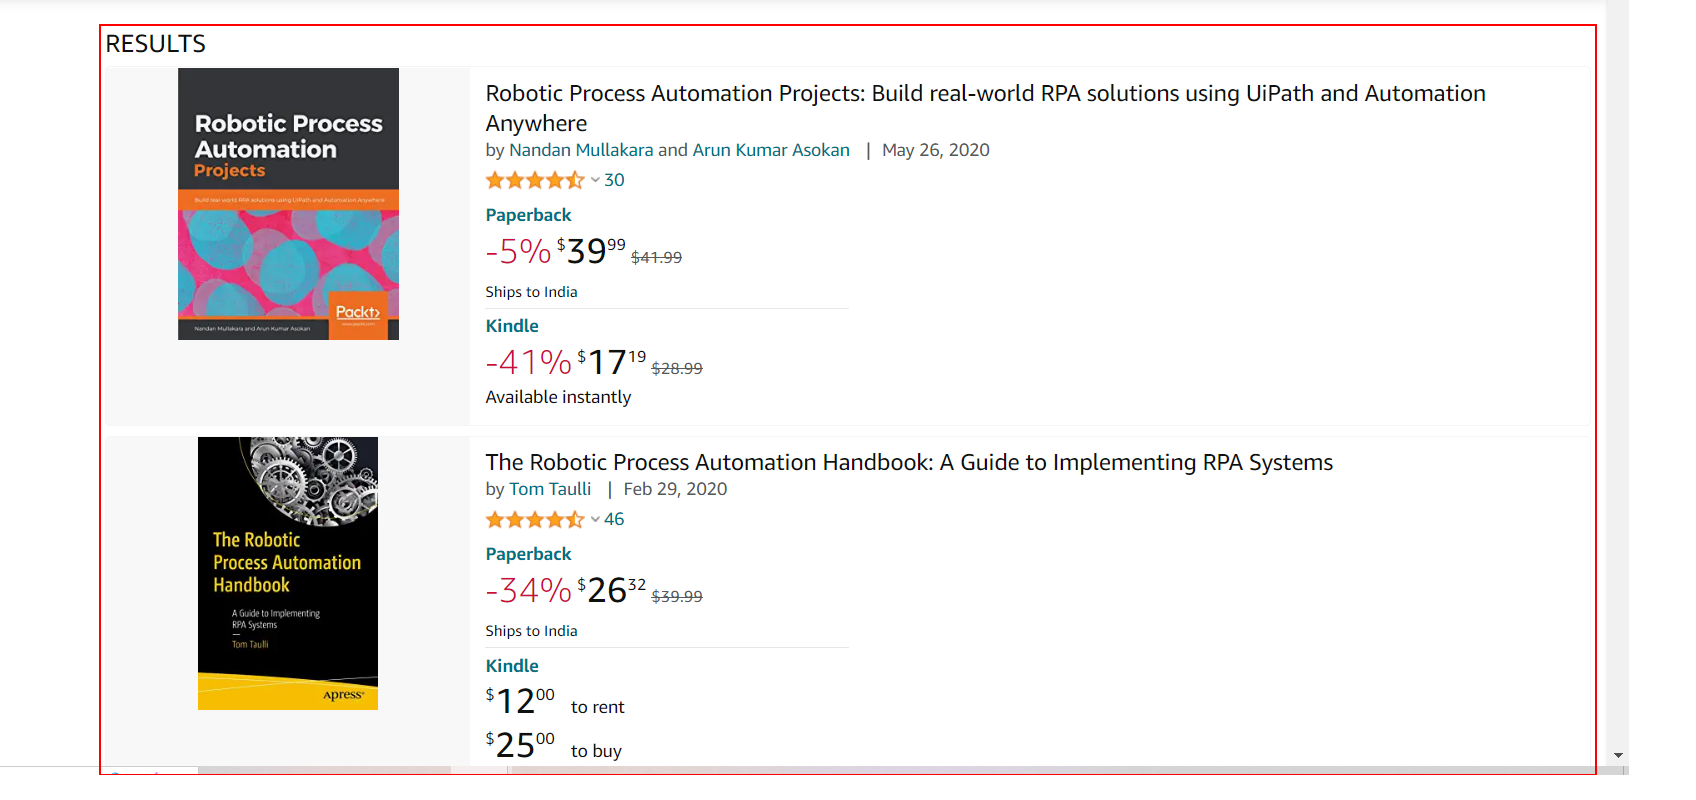 RESULTS
Robotic Process
Automation
Projects
Build real-world RPA solutions using UiPath and Automation Anywhere
Packt>
www.packt.com
Nandan Mullakara and Arun Kumar Asokan
Robotic Process Automation Projects: Build real-world RPA solutions using UiPath and Automation
Anywhere
by Nandan Mullakara and Arun Kumar Asokan | May 26, 2020
30
Paperback
-5% $39.99 $41.99
Ships to India
Kindle
-41% $17.19 $28.99
Available instantly
The Robotic
Process Automation
Handbook
A Guide to Implementing
RPA Systems
Tom Taulli
Apress®
The Robotic Process Automation Handbook: A Guide to Implementing RPA Systems
by Tom Taulli | Feb 29, 2020
46
Paperback
-34% $26.32 $39.99
Ships to India
Kindle
$12.00 to rent
$25.00 to buy